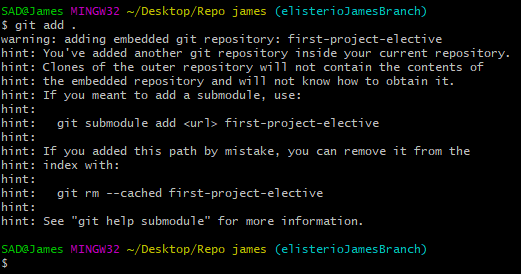 SAD@James MINGW32 ~/Desktop/Repo james (elisterioJamesBranch)
$ git add .
warning: adding embedded git repository: first-project-elective
hint: You've added another git repository inside your current repository.
hint: Clones of the outer repository will not contain the contents of
hint: the embedded repository and will not know how to obtain it.
hint: If you meant to add a submodule, use:
hint:
hint:   git submodule add <url> first-project-elective
hint:
hint: If you added this path by mistake, you can remove it from the
hint: index with:
hint:
hint:   git rm --cached first-project-elective
hint:
hint: See "git help submodule" for more information.
SAD@James MINGW32 ~/Desktop/Repo james (elisterioJamesBranch)
$